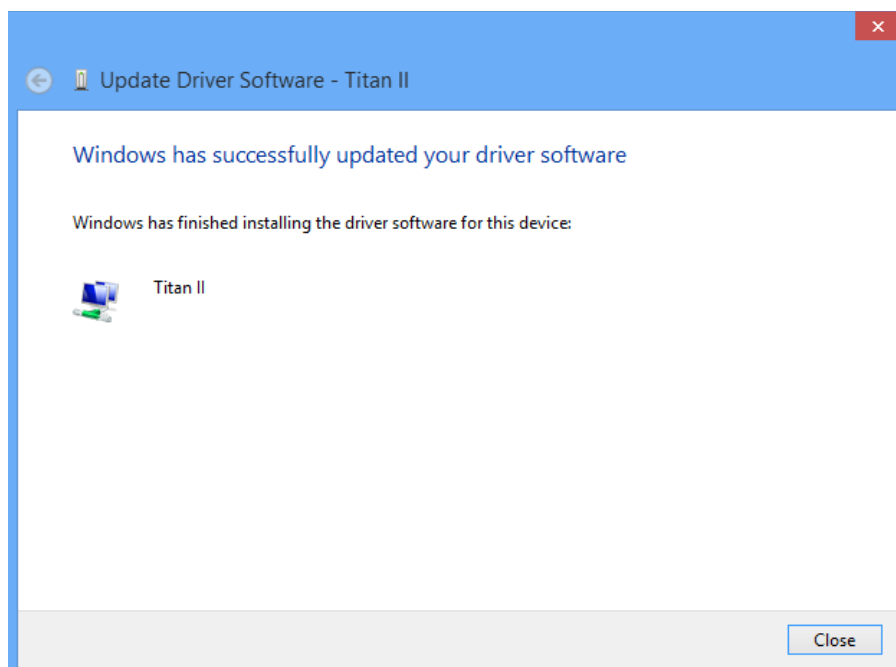 Update Driver Software - Titan II
Windows has successfully updated your driver software
Windows has finished installing the driver software for this device:
Titan II
Close